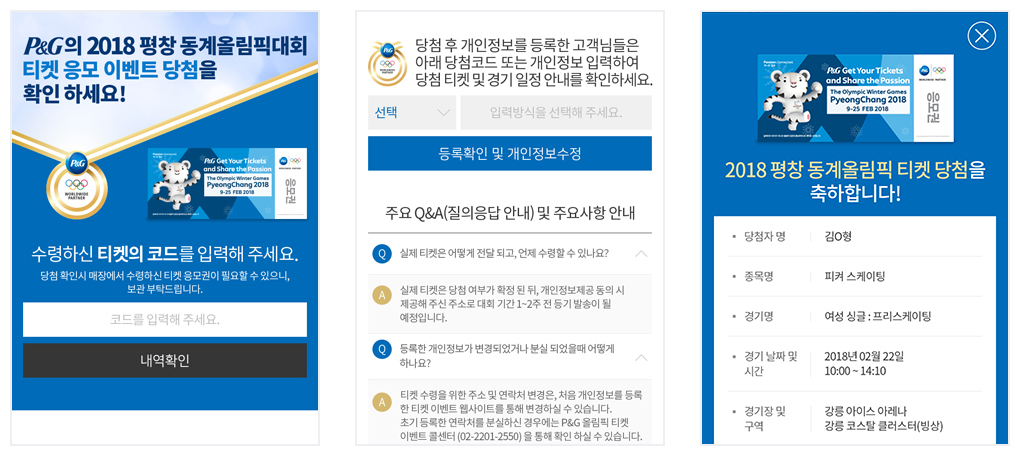 P&G의 2018 평창 동계올림픽대회
티켓 응모 이벤트 당첨을
확인 하세요!
P&G
WORLDWIDE
PARTNER
P&G Get Your Tickets
and Share the Passion
The Olympic Winter Games
PyeongChang 2018
9-25 FEB 2018
P&G
응모권
수령하신 티켓의 코드를 입력해 주세요.
당첨 확인시 매장에서 수령하신 티켓 응모권이 필요할 수 있으니,
보관 부탁드립니다.
코드를 입력해 주세요.
내역확인
P&G
WORLDWIDE
PARTNER
당첨 후 개인정보를 등록한 고객님들은
아래 당첨코드 또는 개인정보 입력하여
당첨 티켓 및 경기 일정 안내를 확인하세요.
선택
입력방식을 선택해 주세요.
등록확인 및 개인정보수정
주요 Q&A(질의응답 안내) 및 주요사항 안내
Q 실제 티켓은 어떻게 전달 되고, 언제 수령할 수 있나요?
A 실제 티켓은 당첨 여부가 확정 된 뒤, 개인정보제공 동의 시
제공해 주신 주소로 대회 기간 1~2주 전 등기 발송이 될
예정입니다.
Q 등록한 개인정보가 변경되었거나 분실 되었을때 어떻게
하나요?
A 티켓 수령을 위한 주소 및 연락처 변경은, 처음 개인정보를 등록
한 티켓 이벤트 웹사이트를 통해 변경하실 수 있습니다.
초기 등록한 연락처를 분실하신 경우에는 P&G 올림픽 티켓
이벤트 콜센터 (02-2201-2550) 을 통해 확인 하실 수 있습니다.
P&G Get Your Tickets
and Share the Passion
The Olympic Winter Games
PyeongChang 2018
9-25 FEB 2018
P&G
응모권
2018 평창 동계올림픽 티켓 당첨을
축하합니다!
• 당첨자 명 김O형
• 종목명 피겨 스케이팅
• 경기명 여성 싱글 : 프리스케이팅
• 경기 날짜 및 2018년 02월 22일
시간 10:00 ~ 14:10
• 경기장 및 강릉 아이스 아레나
구역 강릉 코스탈 클러스터(빙상)